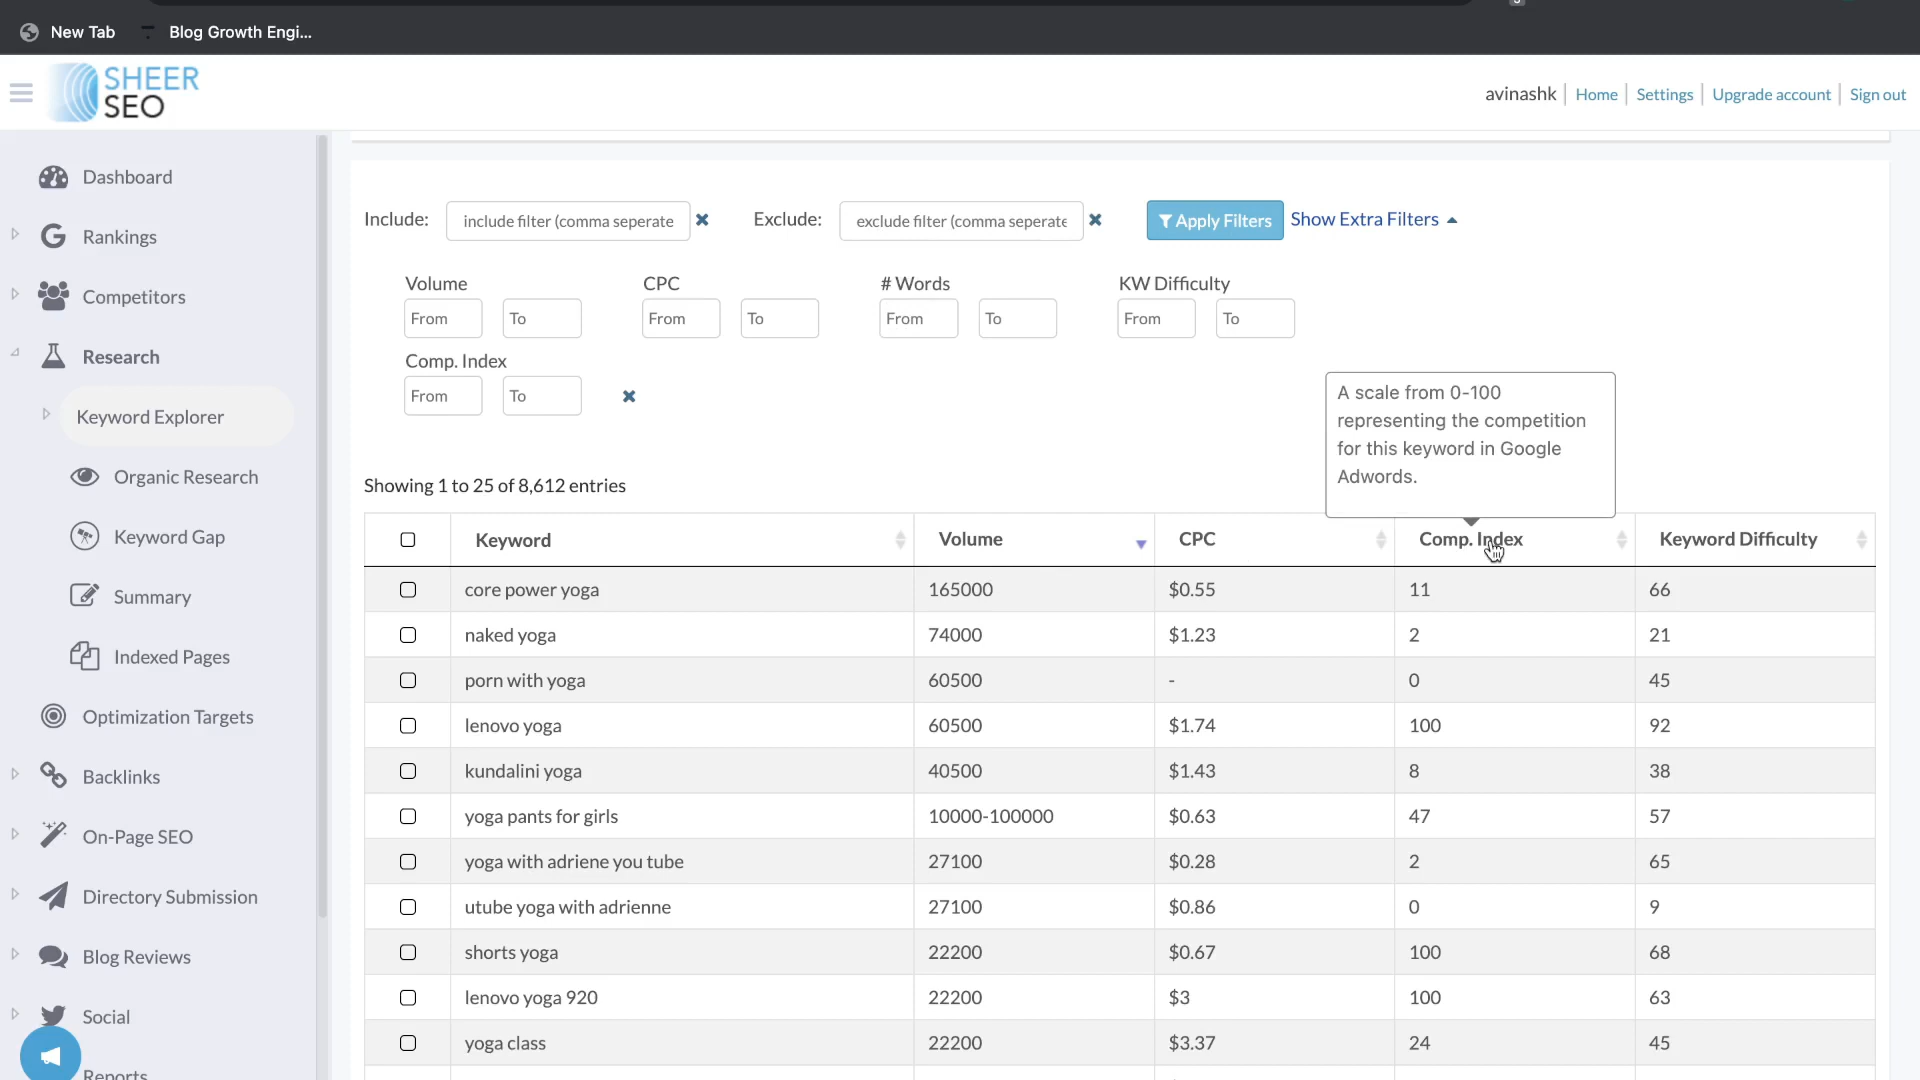 New Tab
Blog Growth Engi...
SHEER
SEO
avinashk
Home
Settings
Upgrade account
Sign out
Dashboard
Rankings
Competitors
Research
Keyword Explorer
Organic Research
Keyword Gap
Summary
Indexed Pages
Optimization Targets
Backlinks
On-Page SEO
Directory Submission
Blog Reviews
Social
Reports
Include:
include filter (comma seperate
Exclude:
exclude filter (comma seperate
Apply Filters
Show Extra Filters
Volume
CPC
# Words
KW Difficulty
From
To
From
To
From
To
From
To
Comp. Index
From
To
A scale from 0-100
representing the competition
for this keyword in Google
Adwords.
Showing 1 to 25 of 8,612 entries
Keyword Volume CPC Comp. Index Keyword Difficulty
core power yoga 165000 $0.55 11 66
naked yoga 74000 $1.23 2 21
porn with yoga 60500 - 0 45
lenovo yoga 60500 $1.74 100 92
kundalini yoga 40500 $1.43 8 38
yoga pants for girls 10000-100000 $0.63 47 57
yoga with adriene you tube 27100 $0.28 2 65
utube yoga with adrienne 27100 $0.86 0 9
shorts yoga 22200 $0.67 100 68
lenovo yoga 920 22200 $3 100 63
yoga class 22200 $3.37 24 45